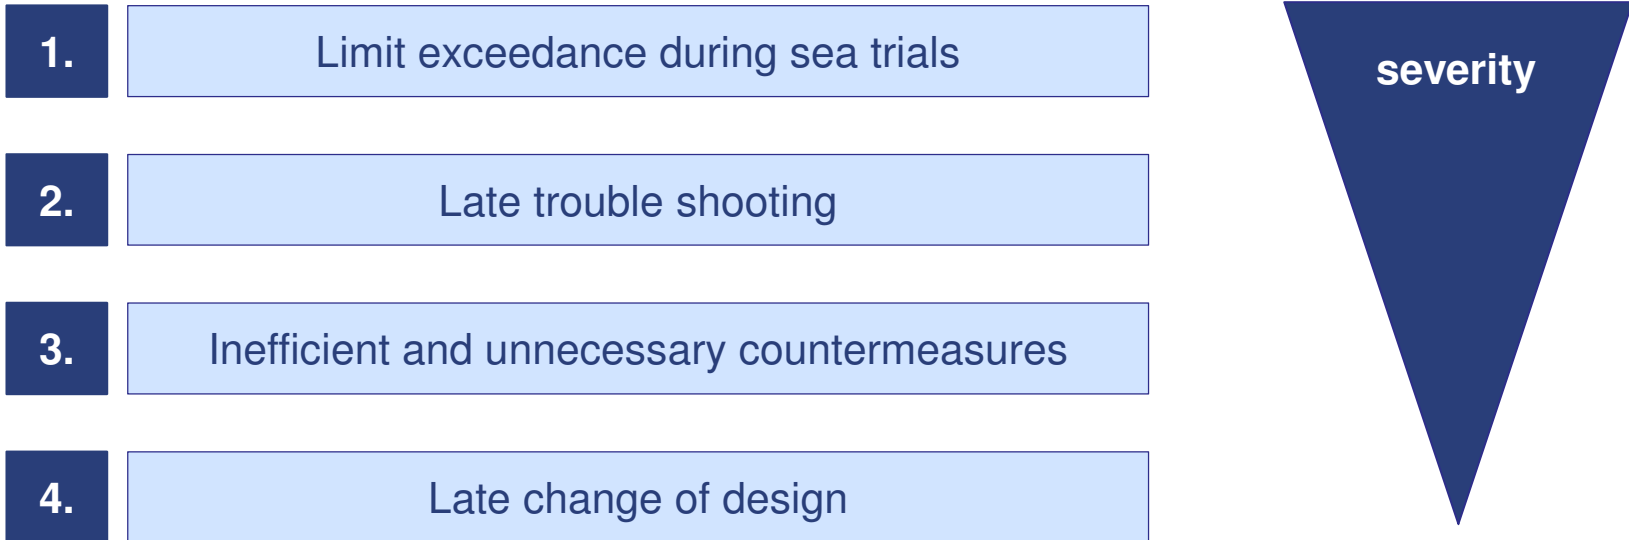 1. Limit exceedance during sea trials
severity
2. Late trouble shooting
3. Inefficient and unnecessary countermeasures
4. Late change of design